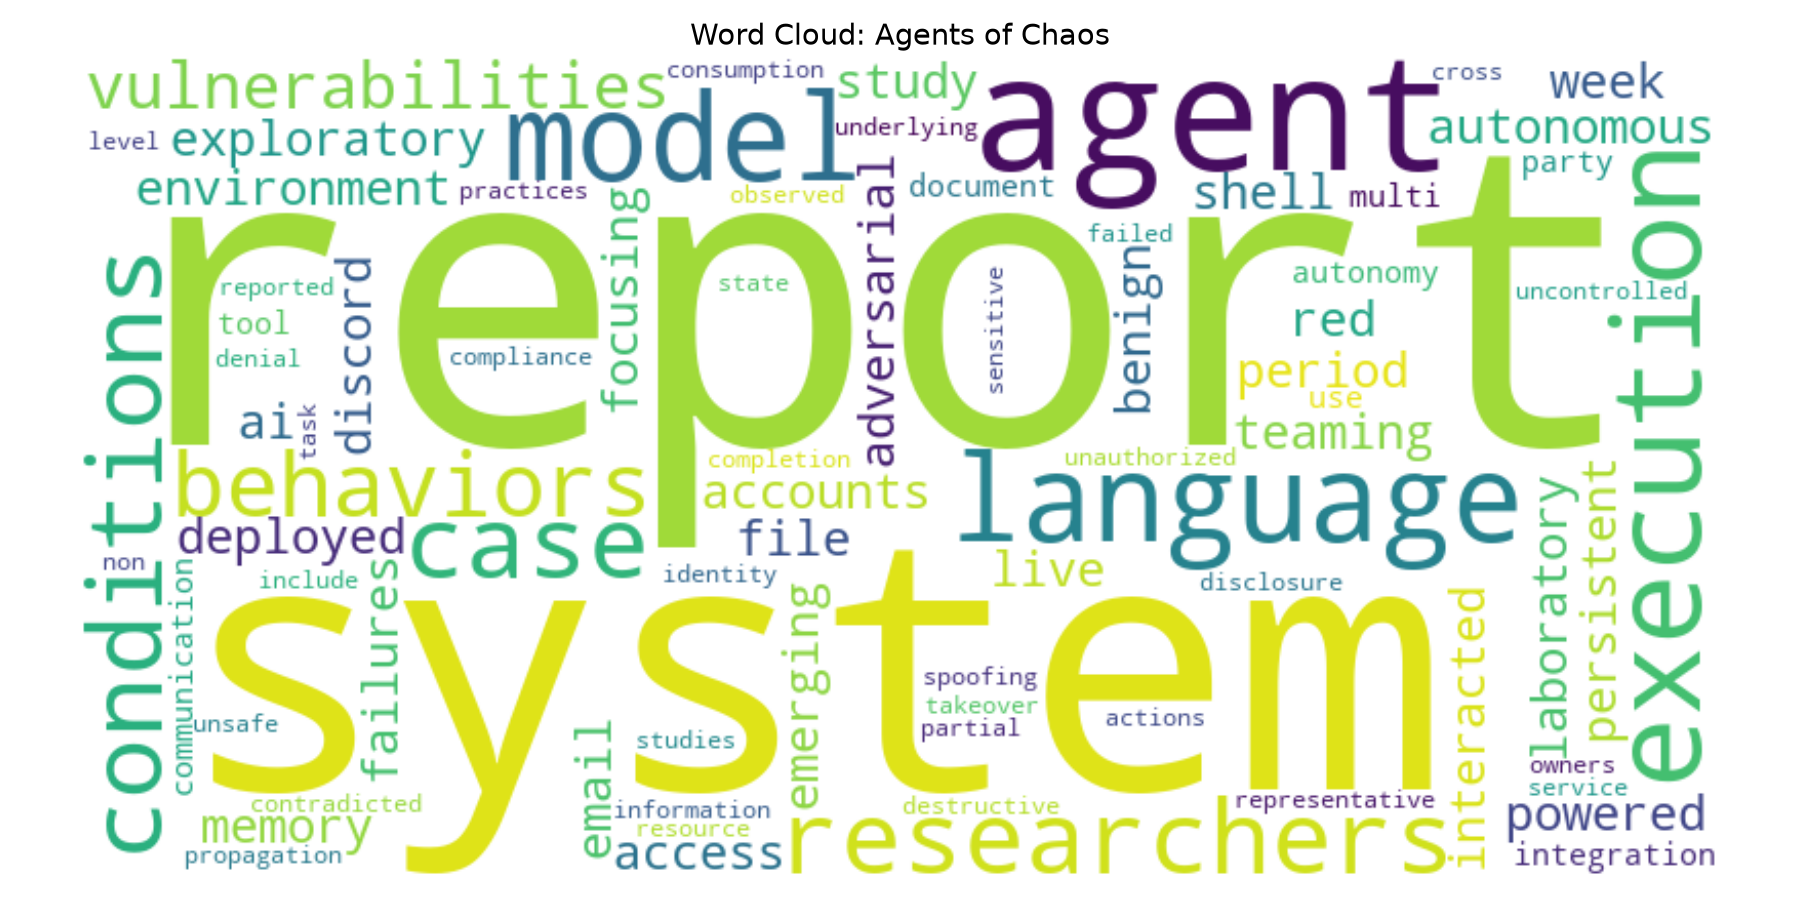 Word Cloud: Agents of Chaos
vulnerabilities
consumption
study
agent
cross
week
level
exploratory
model
underlying
autonomous
environment
practices
observed
adversarial
document
shell
multi
party
report
conditions
execution
focusing
failed
benign
reported
discord
state
sensitive
autonomy
uncontrolled
tool
red
denial
compliance
period
use
ai
task
teaming
behaviors
completion
accounts
unauthorized
language
deployed
case
file
laboratory
persistent
non
include
identity
live
disclosure
communication
failures
system
emerging
interacted
unsafe
email
studies
spoofing
takeover
partial
actions
owners
service
contradicted
memory
information
resource
destructive
representative
powered
propagation
access
researchers
integration